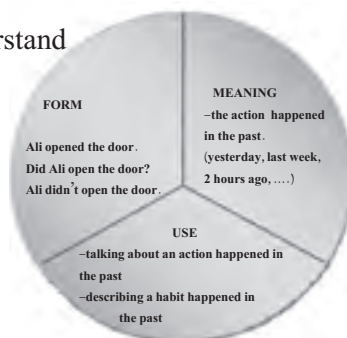 rstand
FORM
Ali opened the door.
Did Ali open the door?
Ali didn't open the door.
MEANING
–the action happened
in the past.
(yesterday, last week,
2 hours ago, ....)
USE
–talking about an action happened in
the past
–describing a habit happened in
the past